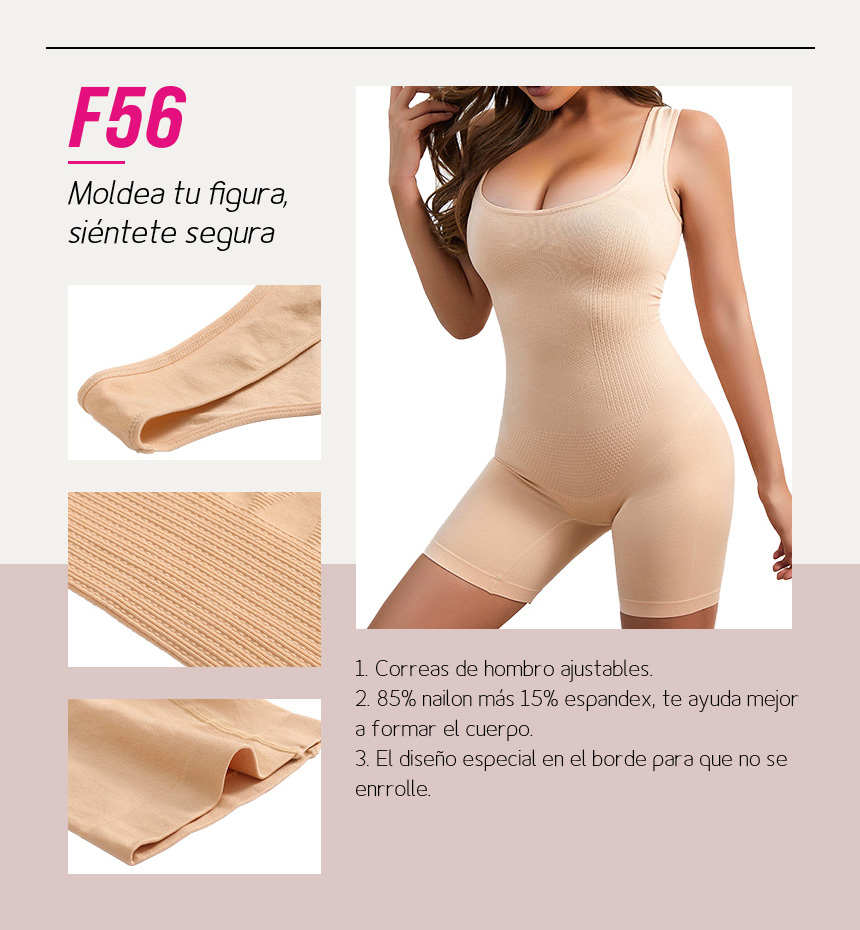 F56
Moldea tu figura,
siéntete segura
1. Correas de hombro ajustables.
2. 85% nailon más 15% espandex, te ayuda mejor
a formar el cuerpo.
3. El diseño especial en el borde para que no se
enrrolle.